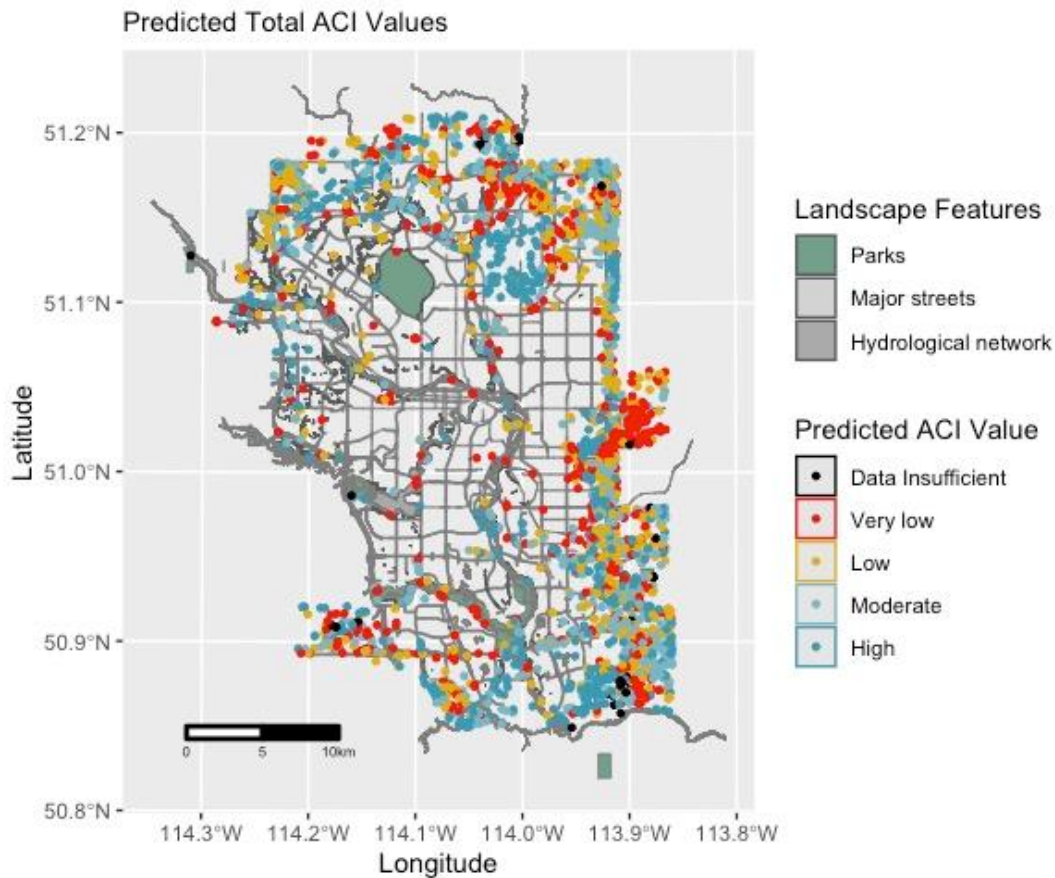 Predicted Total ACI Values
51.2°N
51.1°N
51.0°N
50.9°N
50.8°N
Latitude
0 5 10km
114.3°W 114.2°W 114.1°W 114.0°W 113.9°W 113.8°W
Longitude
Landscape Features
Parks
Major streets
Hydrological network
Predicted ACI Value
Data Insufficient
Very low
Low
Moderate
High